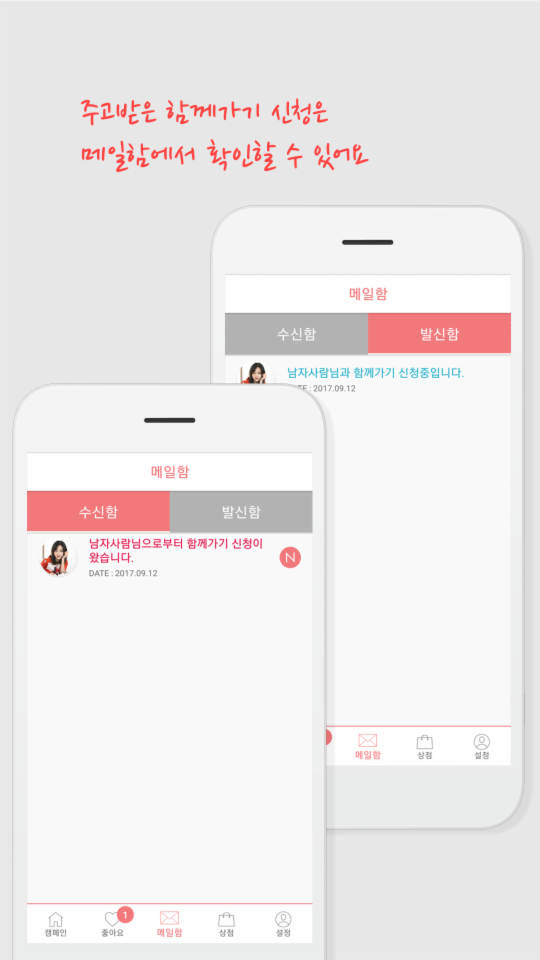 주고받은 함께가기 신청은
메일함에서 확인할 수 있어요
메일함
수신함
발신함
남자사람님과 함께가기 신청중입니다.
: 2017.09.12
메일함
상점
설정
메일함
수신함
발신함
남자사람님으로부터 함께가기 신청이
왔습니다.
N
DATE : 2017.09.12
1
캠페인
좋아요
메일함
상점
설정